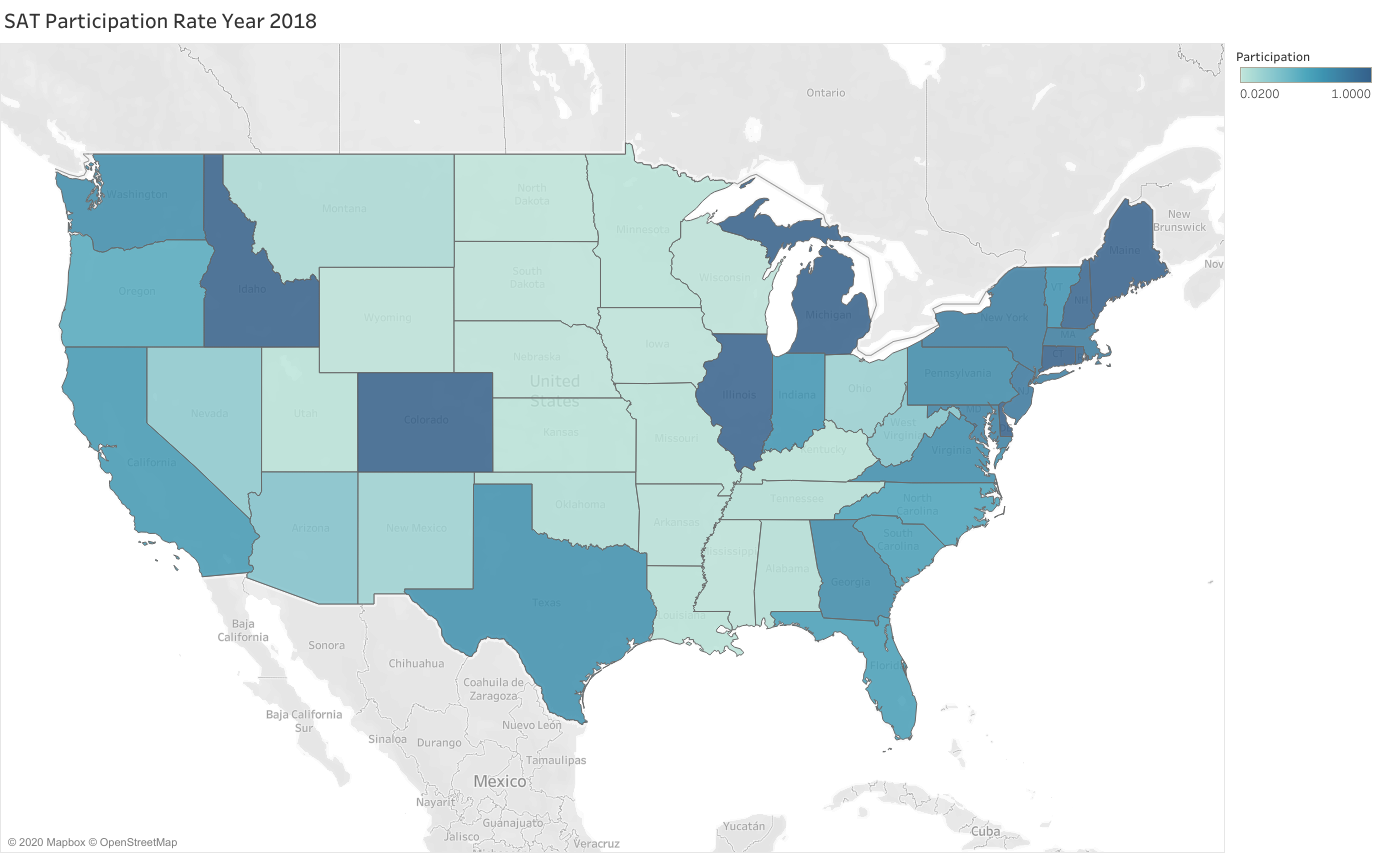 SAT Participation Rate Year 2018
Participation
0.0200 1.0000
Ontario
New
Brunswick
Nov
Washington
Montana
North
Dakota
Minnesota
Maine
Oregon
Idaho
South
Dakota
Wisconsin
Michigan
VT
NH
New York
MA
Wyoming
Iowa
CT
Nebraska
Pennsylvania
United
States
Nevada
Utah
Colorado
Illinois
Indiana
Ohio
MD
Kansas
Missouri
West
Virginia
Virginia
California
Kentucky
Arizona
New Mexico
Oklahoma
Arkansas
Tennessee
North
Carolina
South
Carolina
Mississippi
Alabama
Georgia
Texas
Louisiana
Florida
Baja
California
Sonora
Chihuahua
Coahuila de
Zaragoza
Baja California
Sur
Nuevo León
Sinaloa
Durango
Tamaulipas
Mexico
Nayarit
Guanajuato
Jalisco
Veracruz
Yucatán
Cuba
© 2020 Mapbox © OpenStreetMap